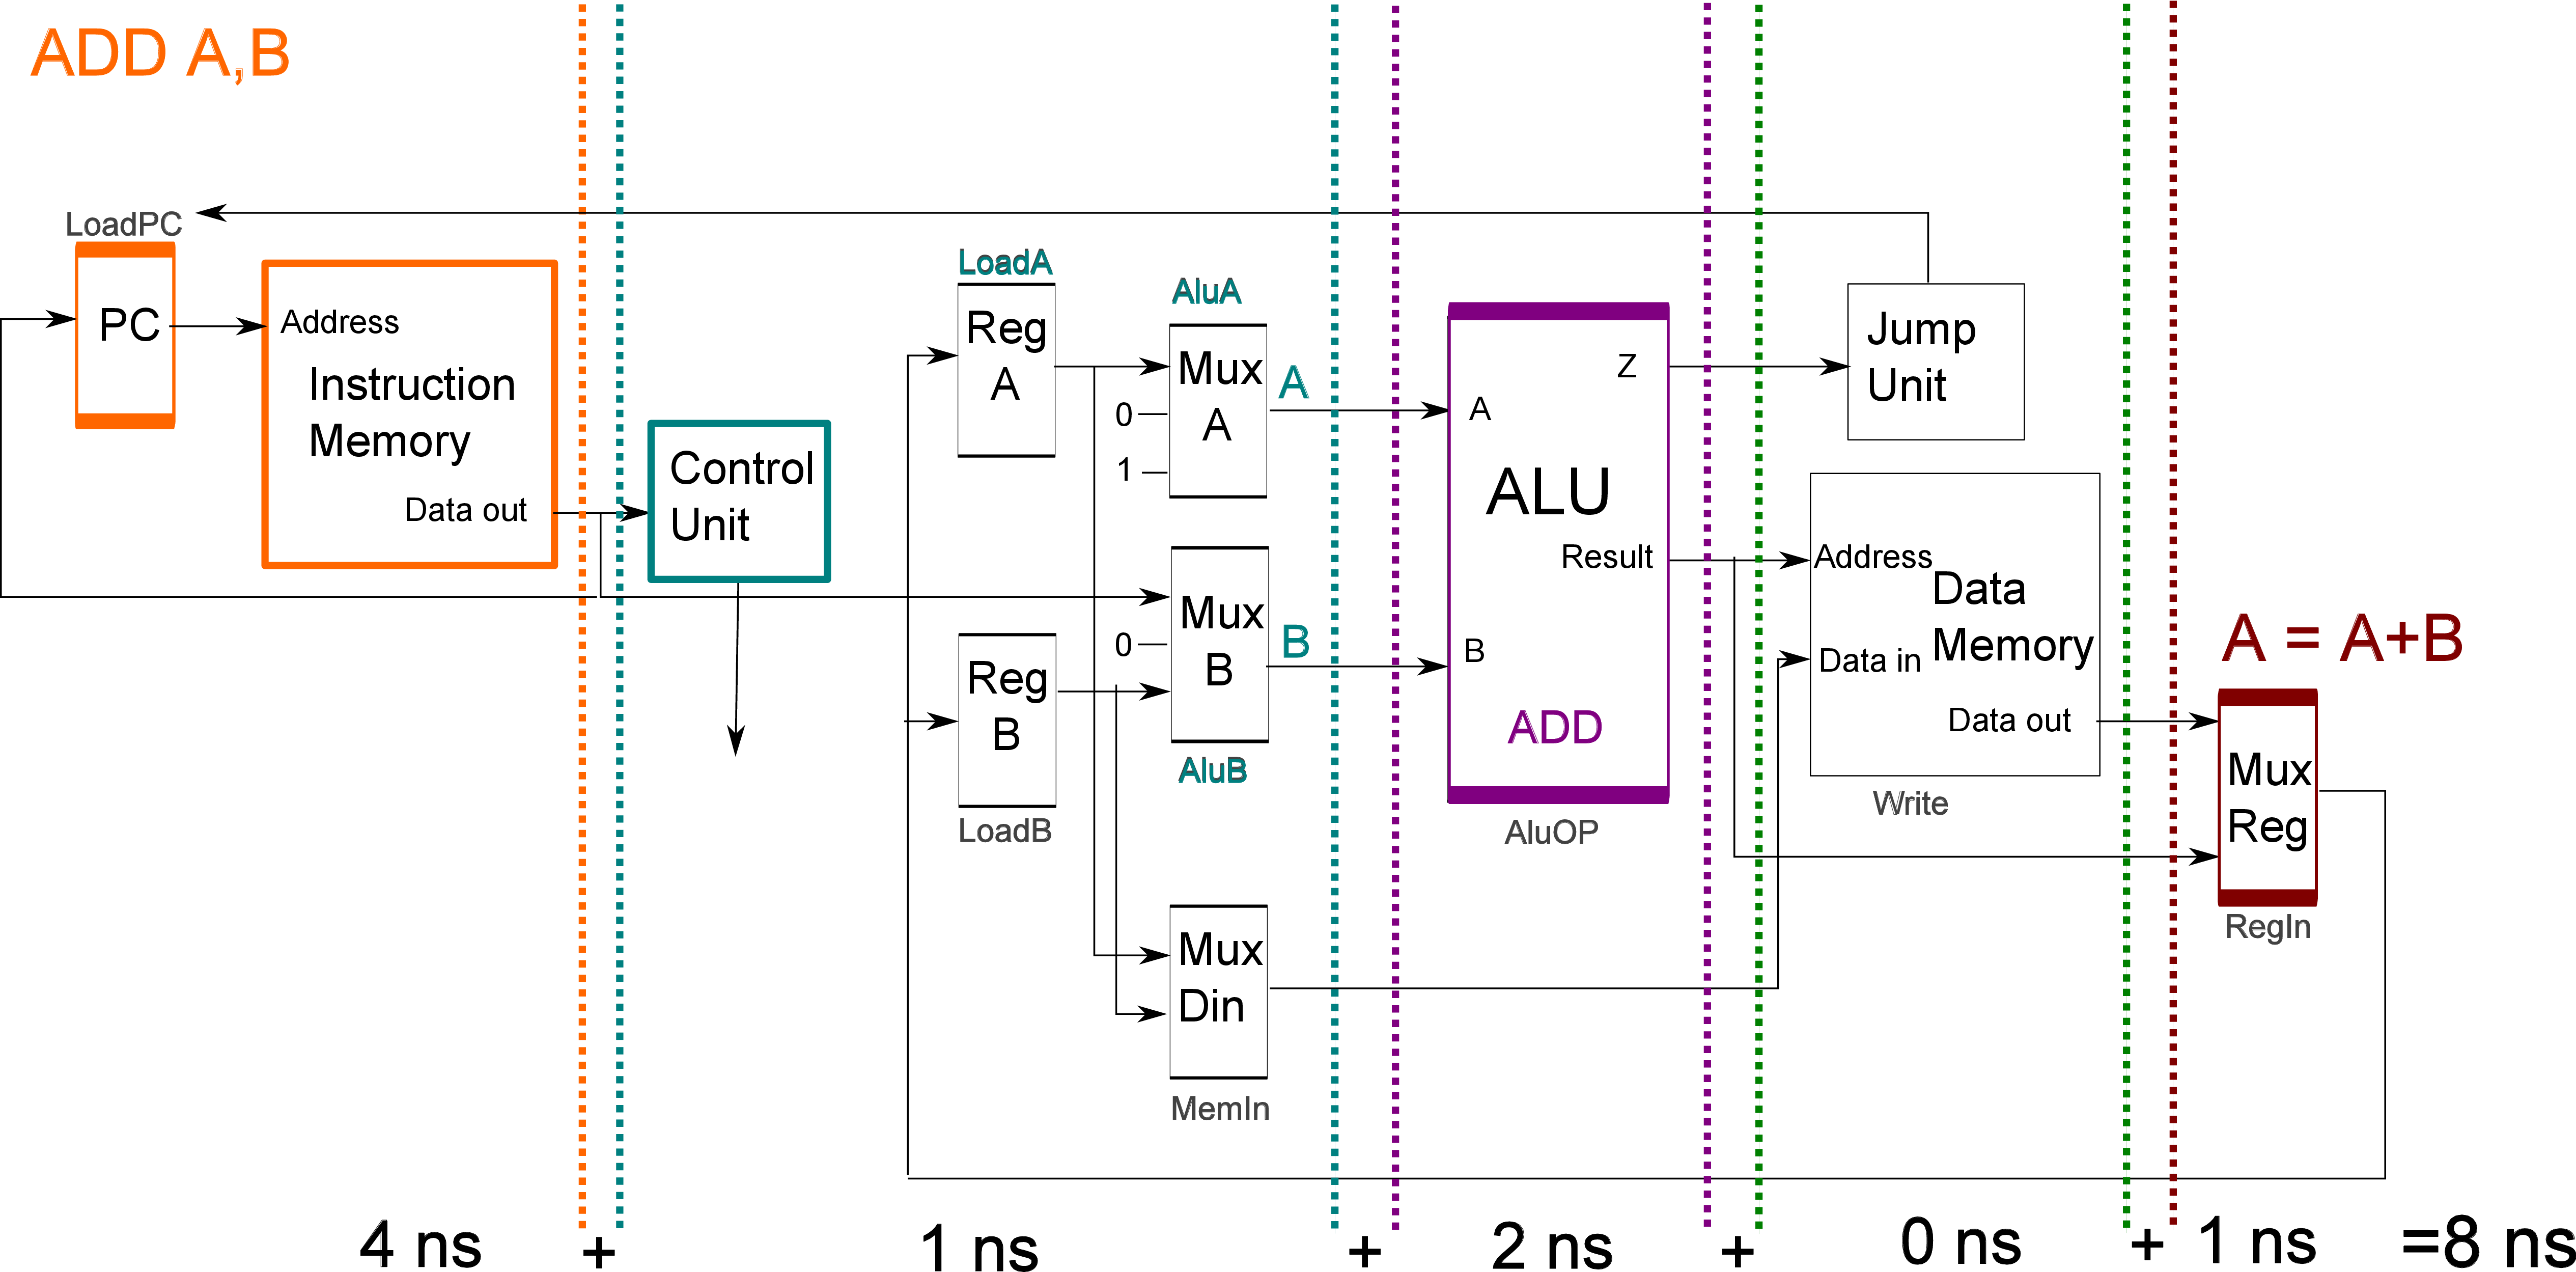 ADD A,B
LoadPC
PC
Address
Instruction
Memory
Data out
Control
Unit
LoadA
Reg
A
AluA
Mux
A
0
1
A
Mux
B
0
B
AluB
Reg
B
LoadB
Mux
Din
MemIn
A
Z
ALU
Result
B
ADD
AluOP
Jump
Unit
Address
Data
Memory
Data in
Data out
Write
A = A+B
Mux
Reg
RegIn
4 ns + 1 ns + 2 ns + 0 ns + 1 ns =8 ns